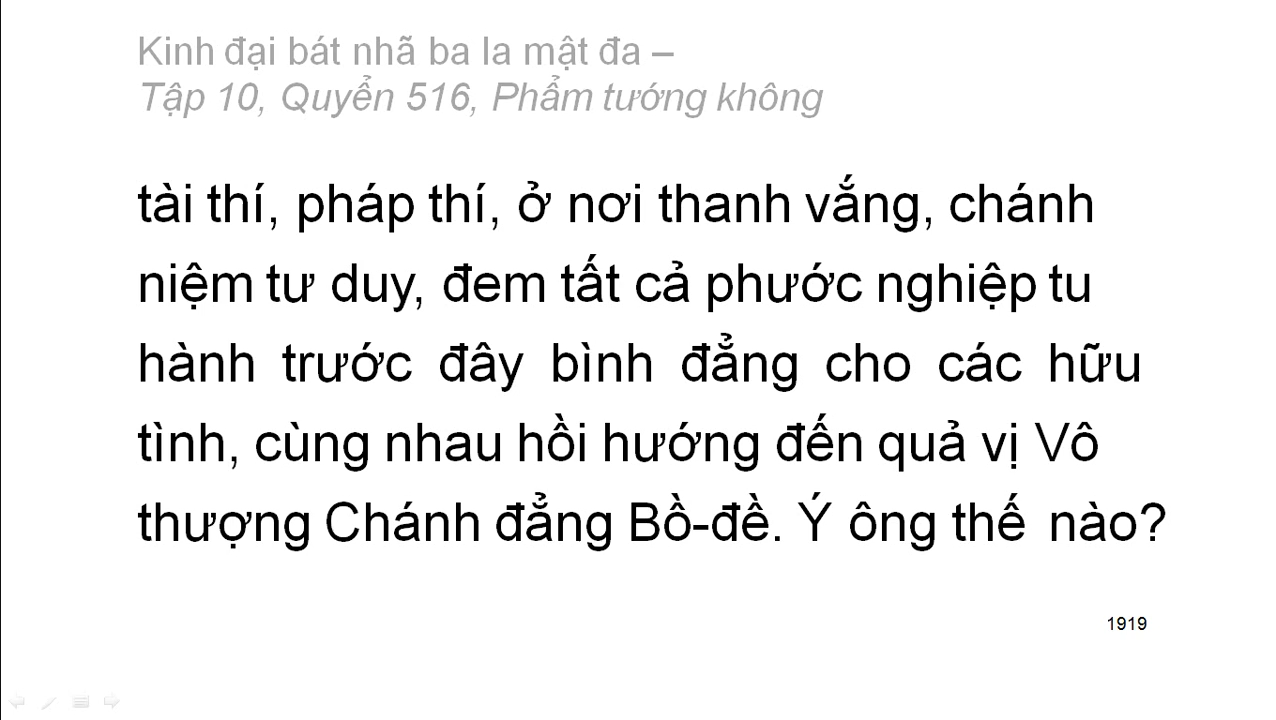 Kinh đại bát nhã ba la mật đa –
Tập 10, Quyển 516, Phẩm tướng không
tài thí, pháp thí, ở nơi thanh vắng, chánh
niệm tư duy, đem tất cả phước nghiệp tu
hành trước đây bình đẳng cho các hữu
tình, cùng nhau hồi hướng đến quả vị Vô
thượng Chánh đẳng Bồ-đề. Ý ông thế nào?
1919